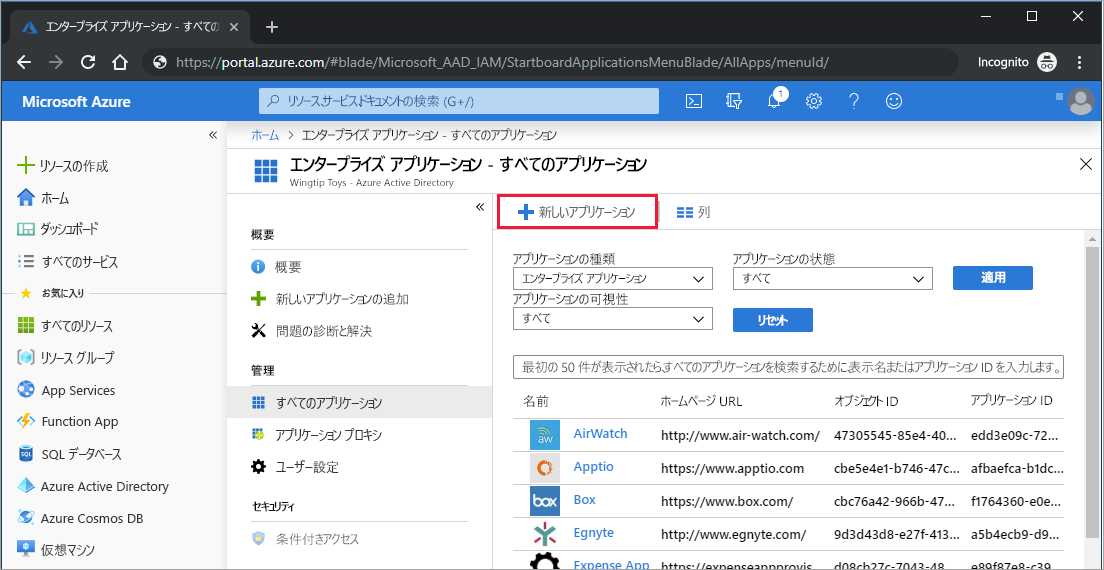 エンタープライズ アプリケーション - すべての
https://portal.azure.com/#blade/Microsoft_AAD_IAM/StartboardApplicationsMenuBlade/AllApps/menuId/
Incognito
Microsoft Azure
リソース,サービス,ドキュメントの検索 (G+/)
1
ホーム > エンタープライズ アプリケーション - すべてのアプリケーション
エンタープライズ アプリケーション - すべてのアプリケーション
Wingtip Toys - Azure Active Directory
リソースの作成
ホーム
ダッシュボード
すべてのサービス
お気に入り
すべてのリソース
リソース グループ
App Services
Function App
SQL データベース
Azure Active Directory
Azure Cosmos DB
仮想マシン
概要
概要
新しいアプリケーションの追加
問題の診断と解決
管理
すべてのアプリケーション
アプリケーション プロキシ
ユーザー設定
セキュリティ
条件付きアクセス
新しいアプリケーション
列
アプリケーションの種類
エンタープライズ アプリケーション
アプリケーションの状態
すべて
適用
アプリケーションの可視性
すべて
リセット
最初の 50 件が表示されたら,すべてのアプリケーションを検索するために,表示名またはアプリケーション ID を入力します。
名前 ホームページ URL オブジェクト ID アプリケーション ID
aw AirWatch http://www.air-watch.com/ 47305545-85e4-40... edd3e09c-72...
Apptio https://www.apptio.com cbe5e4e1-b746-47c... afbaefca-b1dc...
box Box https://www.box.com/ cbc76a42-966b-47... f1764360-e0e...
Egnyte http://www.egnyte.com/ 9d3d43d8-e27f-413... a5b4ecb9-d9...
Expense App https://expenseapprovis... d08cb27c-7043-48... e89f87e8-c39...